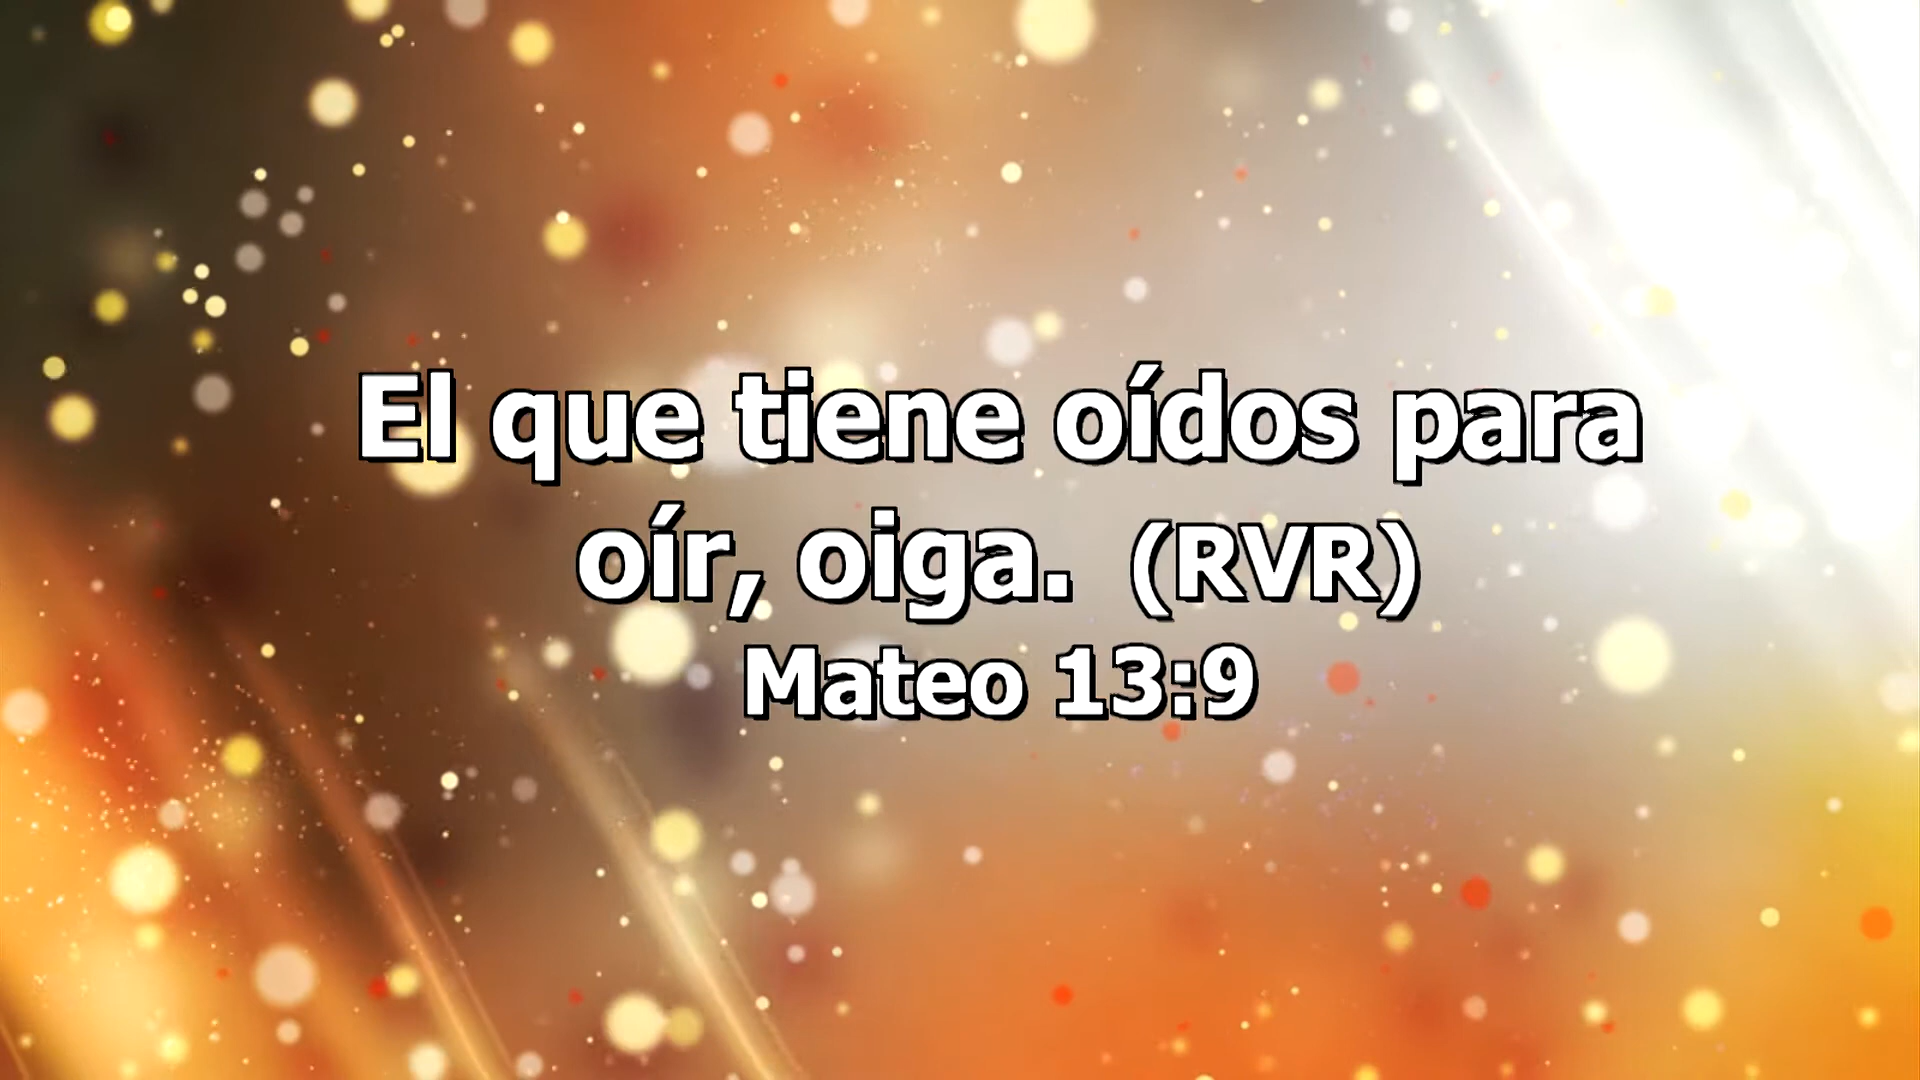 El que tiene oídos para
oír, oiga.  (RVR)
Mateo 13:9